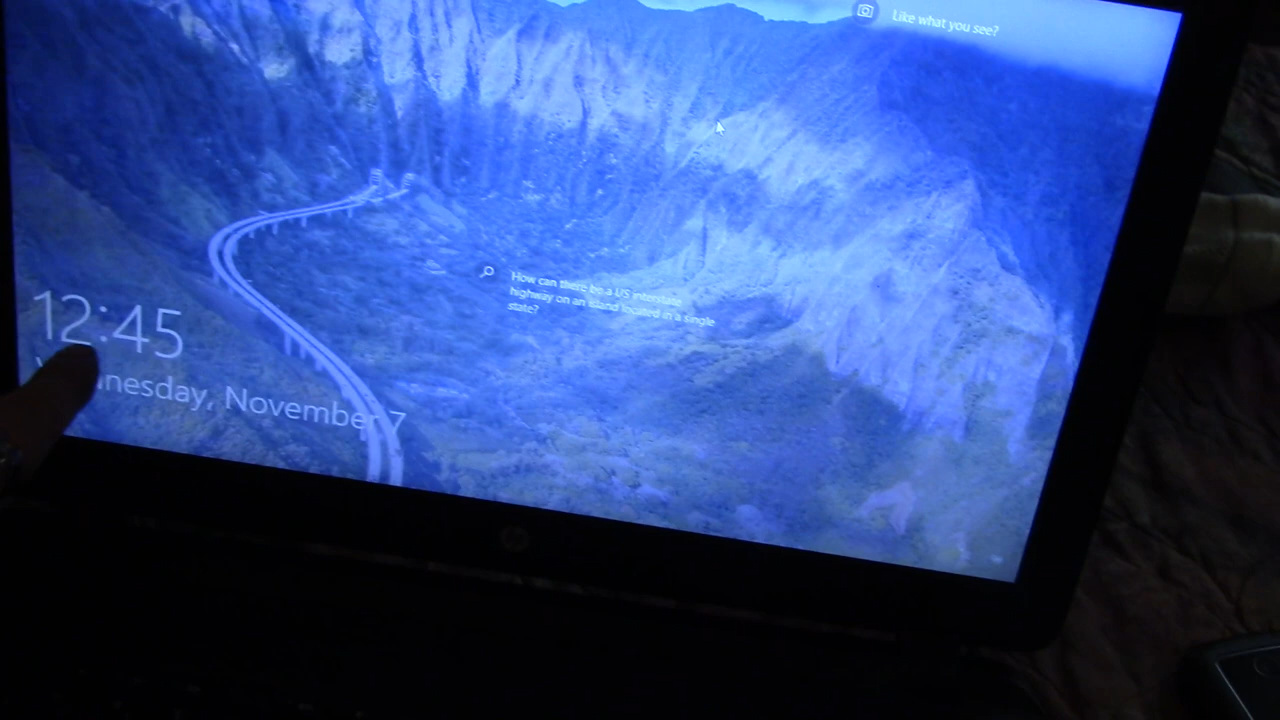 Like what you see?
How can there be a US interstate
highway on an island located in a single
state?
12:45
November 7